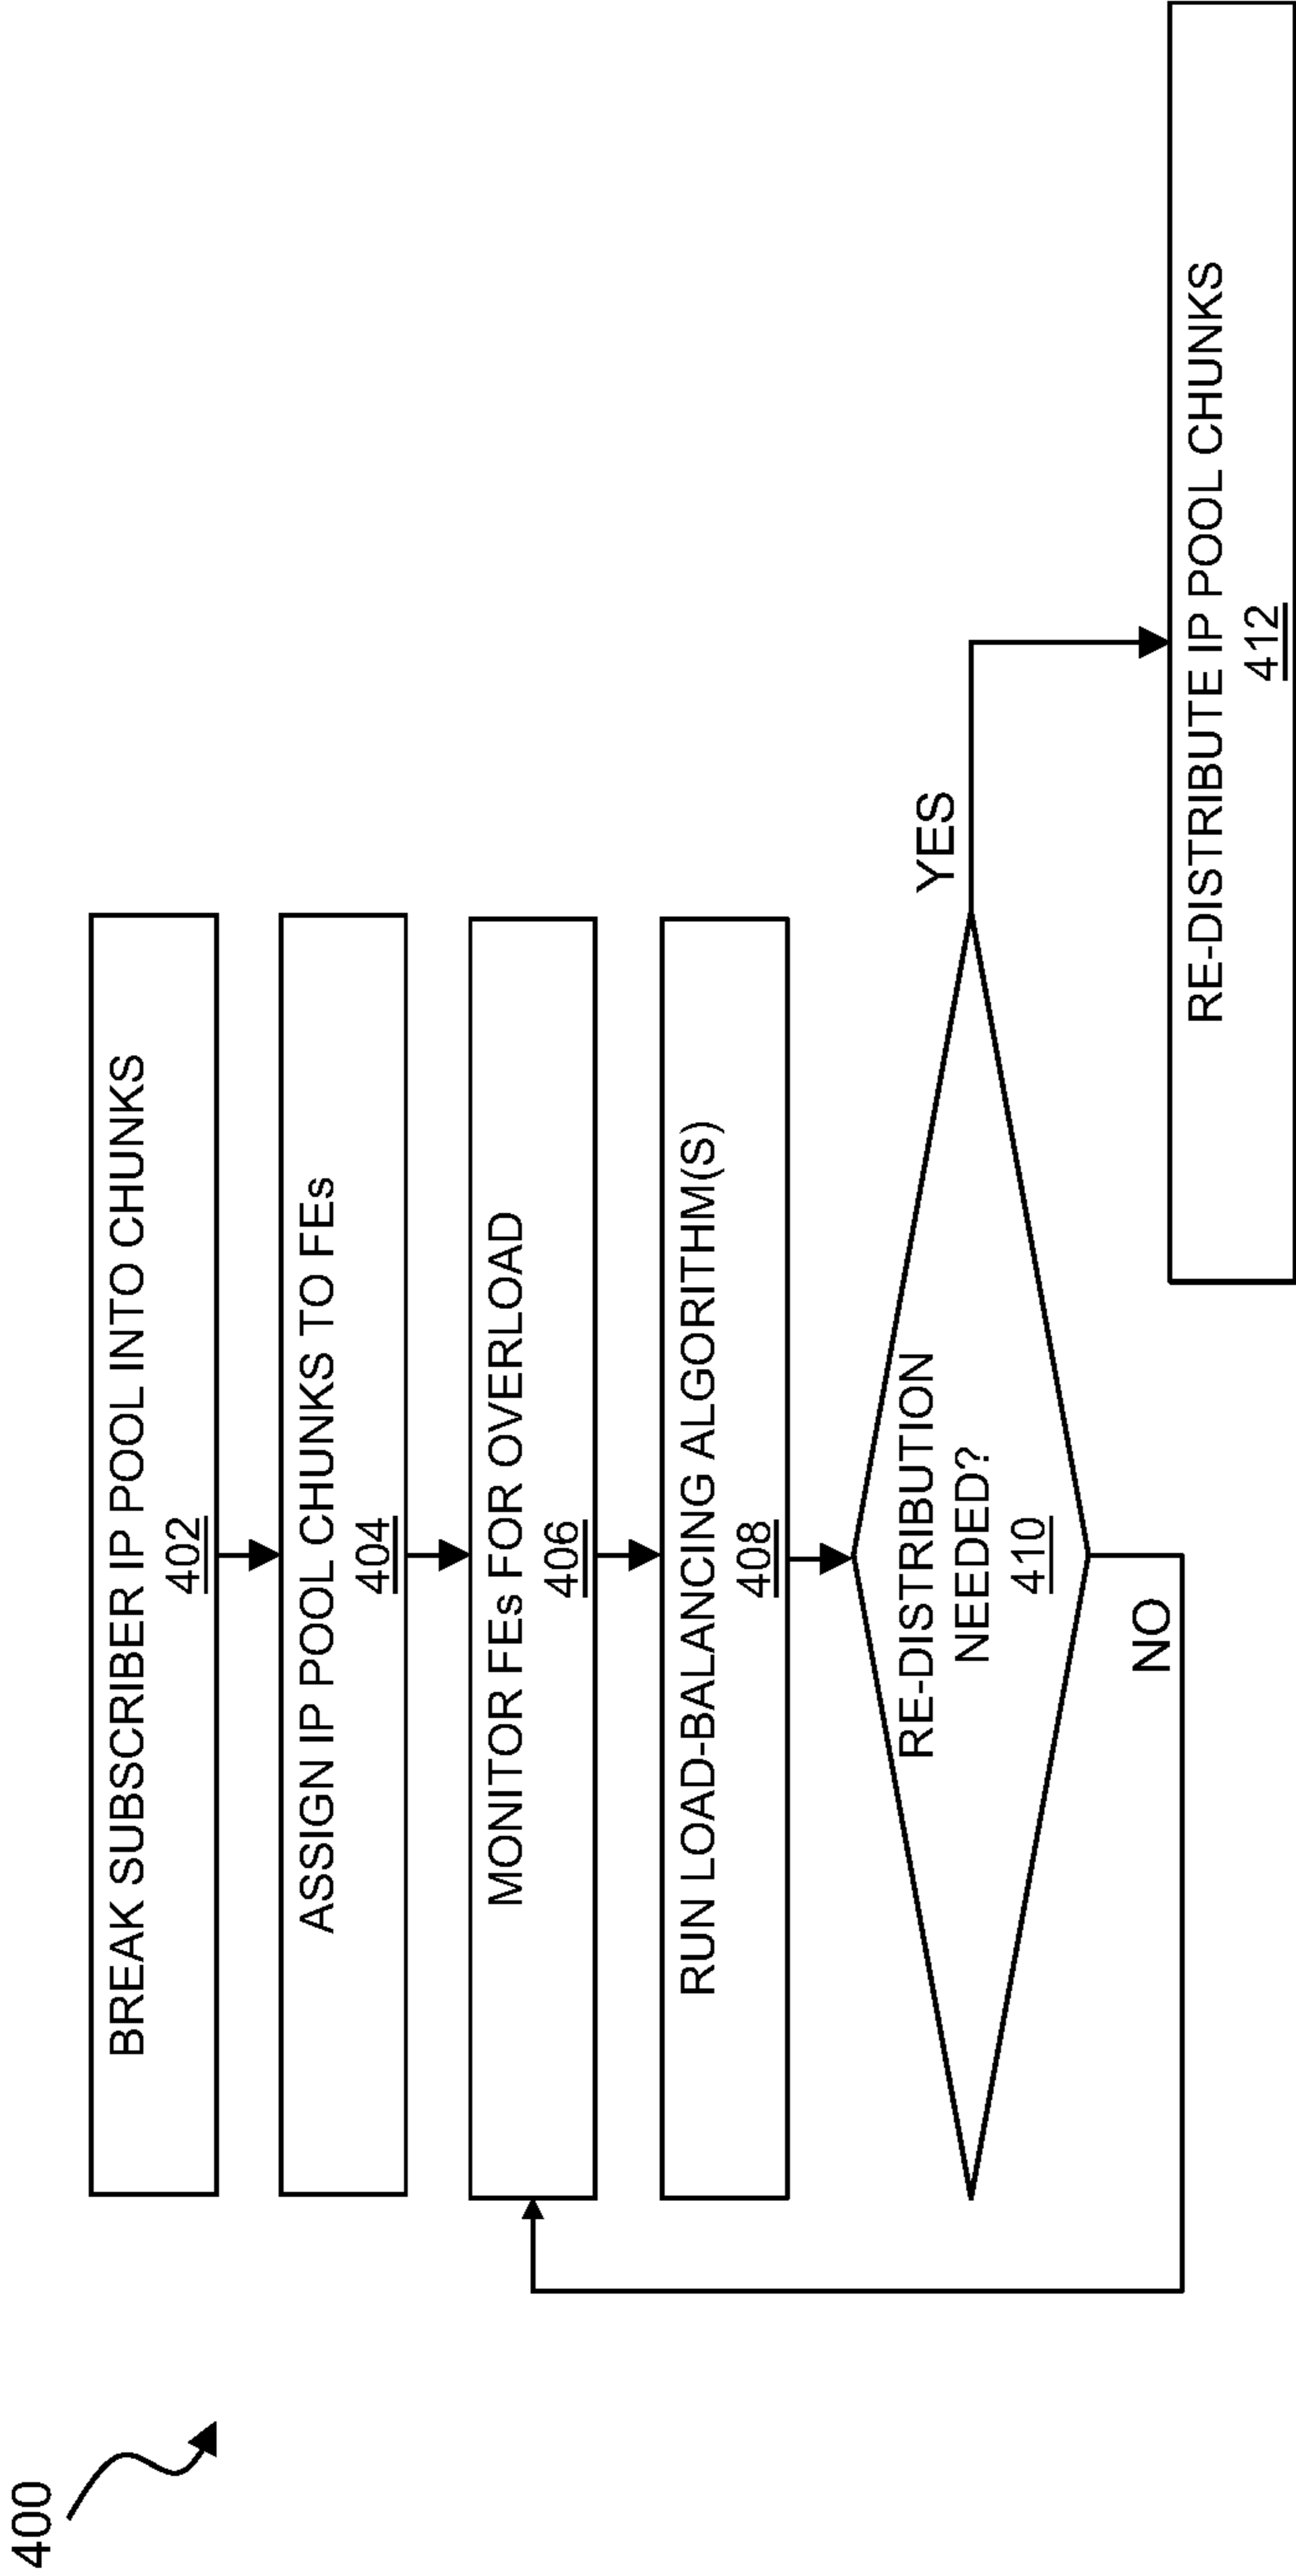 400
BREAK SUBSCRIBER IP POOL INTO CHUNKS
402
ASSIGN IP POOL CHUNKS TO FEs
404
MONITOR FEs FOR OVERLOAD
406
RUN LOAD-BALANCING ALGORITHM(S)
408
RE-DISTRIBUTION
NEEDED?
410
YES
NO
RE-DISTRIBUTE IP POOL CHUNKS
412